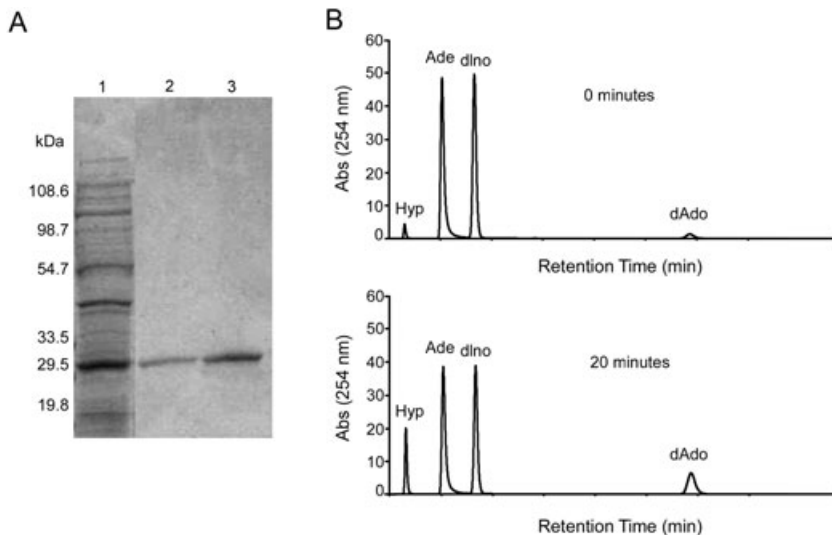 A
1 2 3
kDa
108.6
98.7
54.7
33.5
29.5
19.8
B
60
50
40
30
20
10
0
Abs (254 nm)
Hyp
Ade
dIno
0 minutes
dAdo
Retention Time (min)
60
50
40
30
20
10
0
Abs (254 nm)
Hyp
Ade
dIno
20 minutes
dAdo
Retention Time (min)